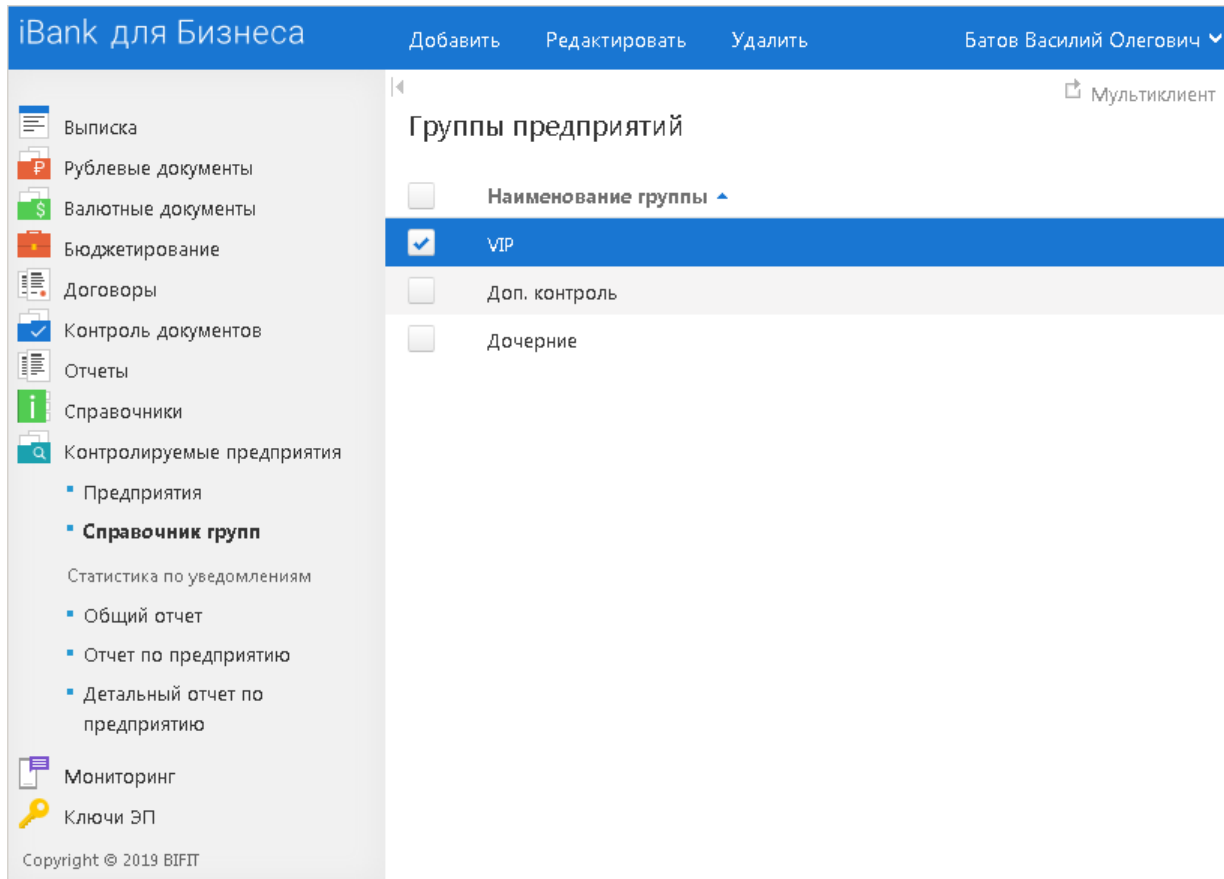 iBank для Бизнеса
Добавить Редактировать Удалить Батов Василий Олегович
Мультиклиент
Группы предприятий
Наименование группы
VIP
Доп. контроль
Дочерние
Выписка
Рублевые документы
Валютные документы
Бюджетирование
Договоры
Контроль документов
Отчеты
Справочники
Контролируемые предприятия
Предприятия
Справочник групп
Статистика по уведомлениям
Общий отчет
Отчет по предприятию
Детальный отчет по
предприятию
Мониторинг
Ключи ЭП
Copyright © 2019 BIFIT